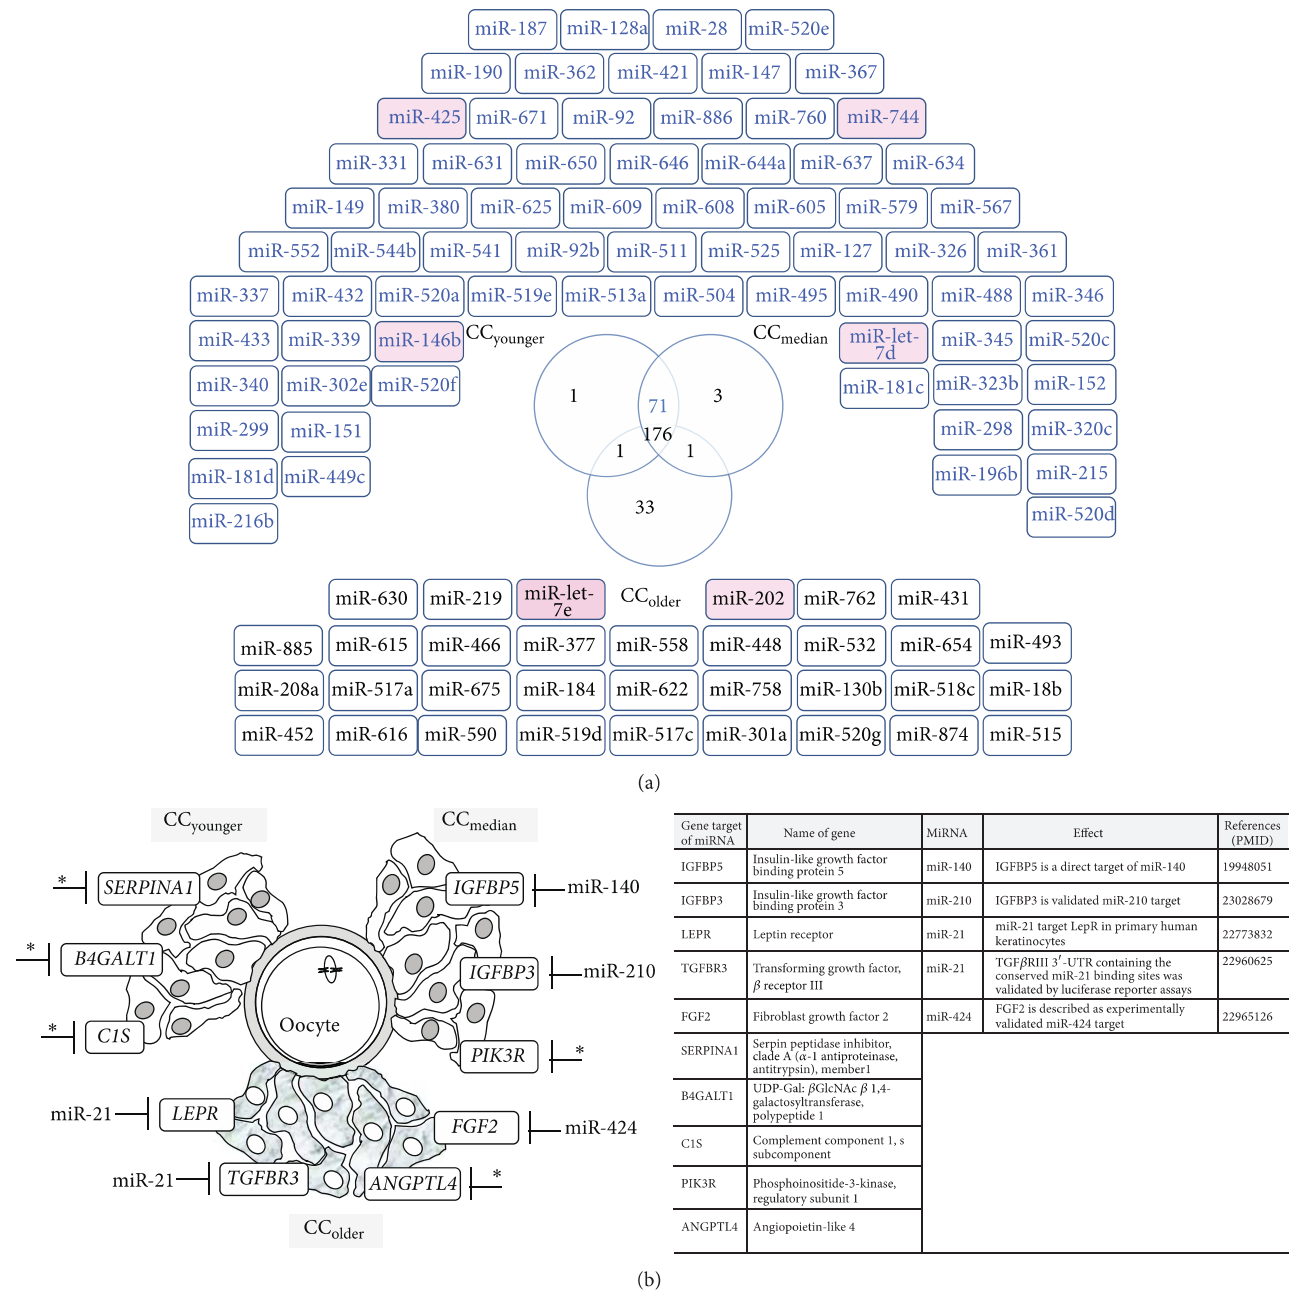 miR-187 miR-128a miR-28 miR-520e
miR-190 miR-362 miR-421 miR-147 miR-367
miR-425 miR-671 miR-92 miR-886 miR-760 miR-744
miR-331 miR-631 miR-650 miR-646 miR-644a miR-637 miR-634
miR-149 miR-380 miR-625 miR-609 miR-608 miR-605 miR-579 miR-567
miR-552 miR-544b miR-541 miR-92b miR-511 miR-525 miR-127 miR-326 miR-361
miR-337 miR-432 miR-520a miR-519e miR-513a miR-504 miR-495 miR-490 miR-488 miR-346
miR-433 miR-339 miR-146b CCyounger CCmedian miR-let-
7d miR-345 miR-520c
miR-340 miR-302e miR-520f miR-181c miR-323b miR-152
1 71 3
miR-299 miR-151 miR-298 miR-320c
176
1 1
miR-181d miR-449c miR-196b miR-215
miR-216b 33 miR-520d
miR-630 miR-219 miR-let-
7e CColder miR-202 miR-762 miR-431
miR-885 miR-615 miR-466 miR-377 miR-558 miR-448 miR-532 miR-654 miR-493
miR-208a miR-517a miR-675 miR-184 miR-622 miR-758 miR-130b miR-518c miR-18b
miR-452 miR-616 miR-590 miR-519d miR-517c miR-301a miR-520g miR-874 miR-515
(a)
CCyounger CCmedian
* SERPINA1 IGFBP5 miR-140
* B4GALT1 IGFBP3 miR-210
* C1S Oocyte PIK3R *
miR-21 LEPR FGF2 miR-424
miR-21 TGFBR3 ANGPTL4 *
CColder
Gene target
of miRNA Name of gene MiRNA Effect References
(PMID)
IGFBP5 Insulin-like growth factor
binding protein 5 miR-140 IGFBP5 is a direct target of miR-140 19948051
IGFBP3 Insulin-like growth factor
binding protein 3 miR-210 IGFBP3 is validated miR-210 target 23028679
LEPR Leptin receptor miR-21 miR-21 target LepR in primary human
keratinocytes 22773832
TGFBR3 Transforming growth factor,
β receptor III miR-21 TGFβRIII 3′-UTR containing the
conserved miR-21 binding sites was
validated by luciferase reporter assays 22960625
FGF2 Fibroblast growth factor 2 miR-424 FGF2 is described as experimentally
validated miR-424 target 22965126
SERPINA1 Serpin peptidase inhibitor,
clade A (α-1 antiproteinase,
antitrypsin), member1
B4GALT1 UDP-Gal: βGlcNAc β 1,4-
galactosyltransferase,
polypeptide 1
C1S Complement component 1, s
subcomponent
PIK3R Phosphoinositide-3-kinase,
regulatory subunit 1
ANGPTL4 Angiopoietin-like 4
(b)